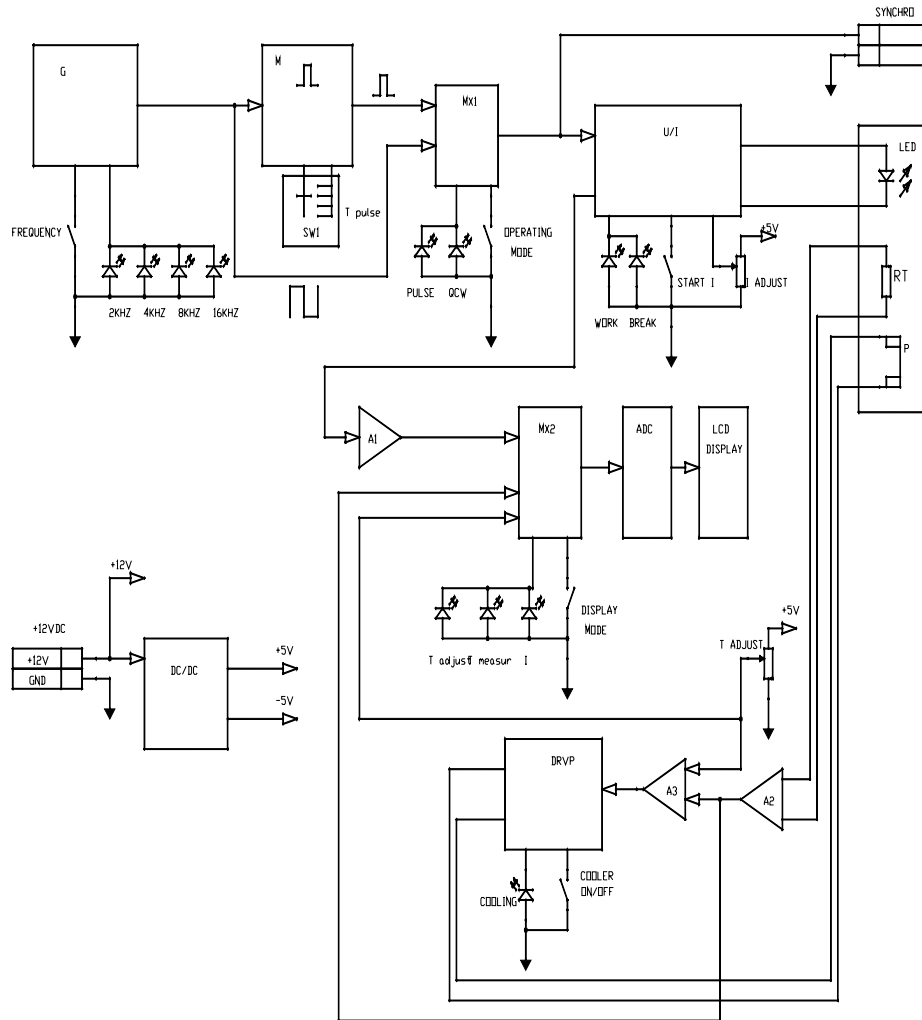 SYNCHRO
G
M
MX1
U/I
LED
T pulse
SW1
FREQUENCY
OPERATING
MODE
+5V
START I
I ADJUST
RT
2KHZ 4KHZ 8KHZ 16KHZ
PULSE QCW
WORK BREAK
P
A1
MX2
ADC
LCD
DISPLAY
+12V
DISPLAY
MODE
+5V
+12VDC
T ADJUST
+12V
GND
DC/DC
+5V
-5V
T adjust T measur I
DRVP
A3
A2
COOLING
COOLER
ON/OFF